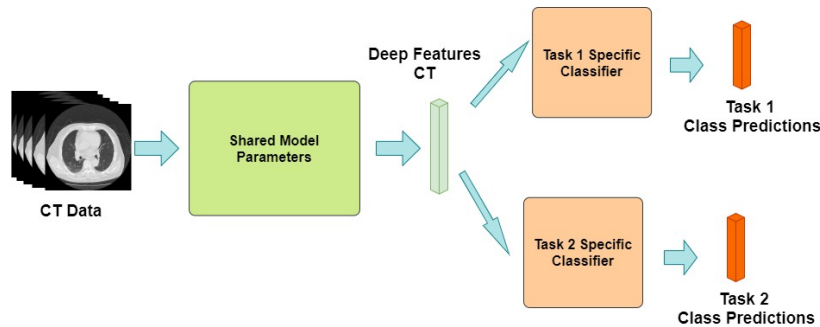 CT Data
Shared Model
Parameters
Deep Features
CT
Task 1 Specific
Classifier
Task 1
Class Predictions
Task 2 Specific
Classifier
Task 2
Class Predictions